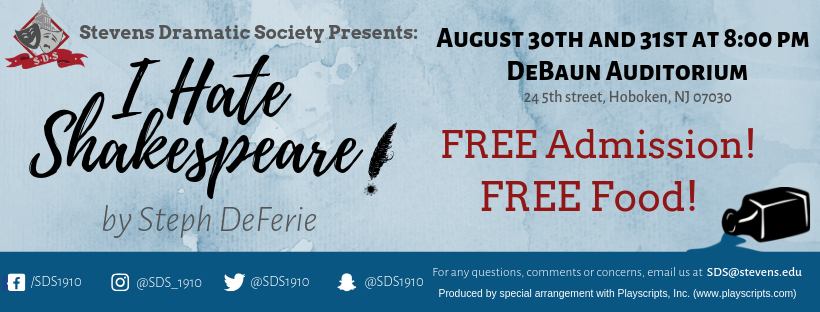 Stevens Dramatic Society Presents:
I Hate
Shakespeare!
by Steph DeFerie
S·D·S
August 30th and 31st at 8:00 pm
DeBaun Auditorium
24 5th street, Hoboken, NJ 07030
FREE Admission!
FREE Food!
/SDS1910
@SDS_1910
@SDS1910
@SDS1910
For any questions, comments or concerns, email us at SDS@stevens.edu
Produced by special arrangement with Playscripts, Inc. (www.playscripts.com)